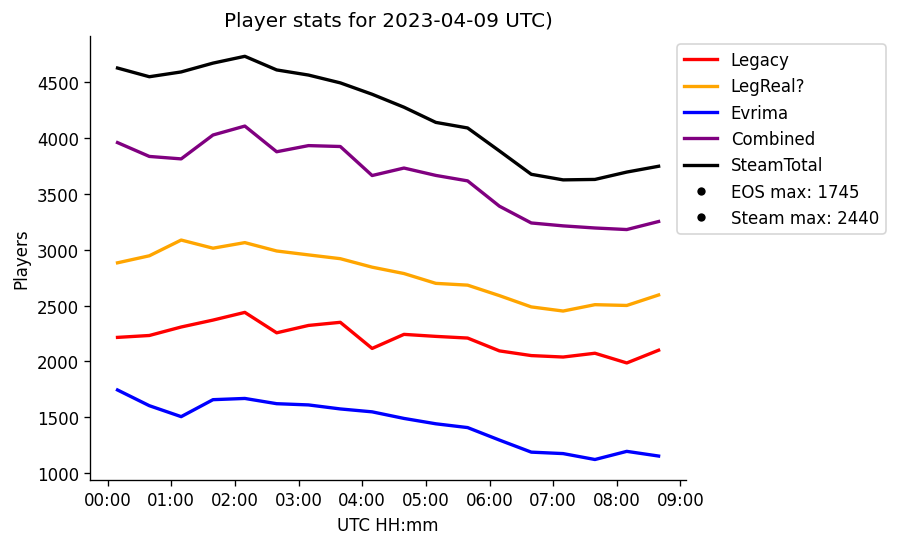 Player stats for 2023-04-09 UTC)
Legacy
LegReal?
Evrima
Combined
SteamTotal
EOS max: 1745
Steam max: 2440
Players
4500
4000
3500
3000
2500
2000
1500
1000
00:00 01:00 02:00 03:00 04:00 05:00 06:00 07:00 08:00 09:00
UTC HH:mm